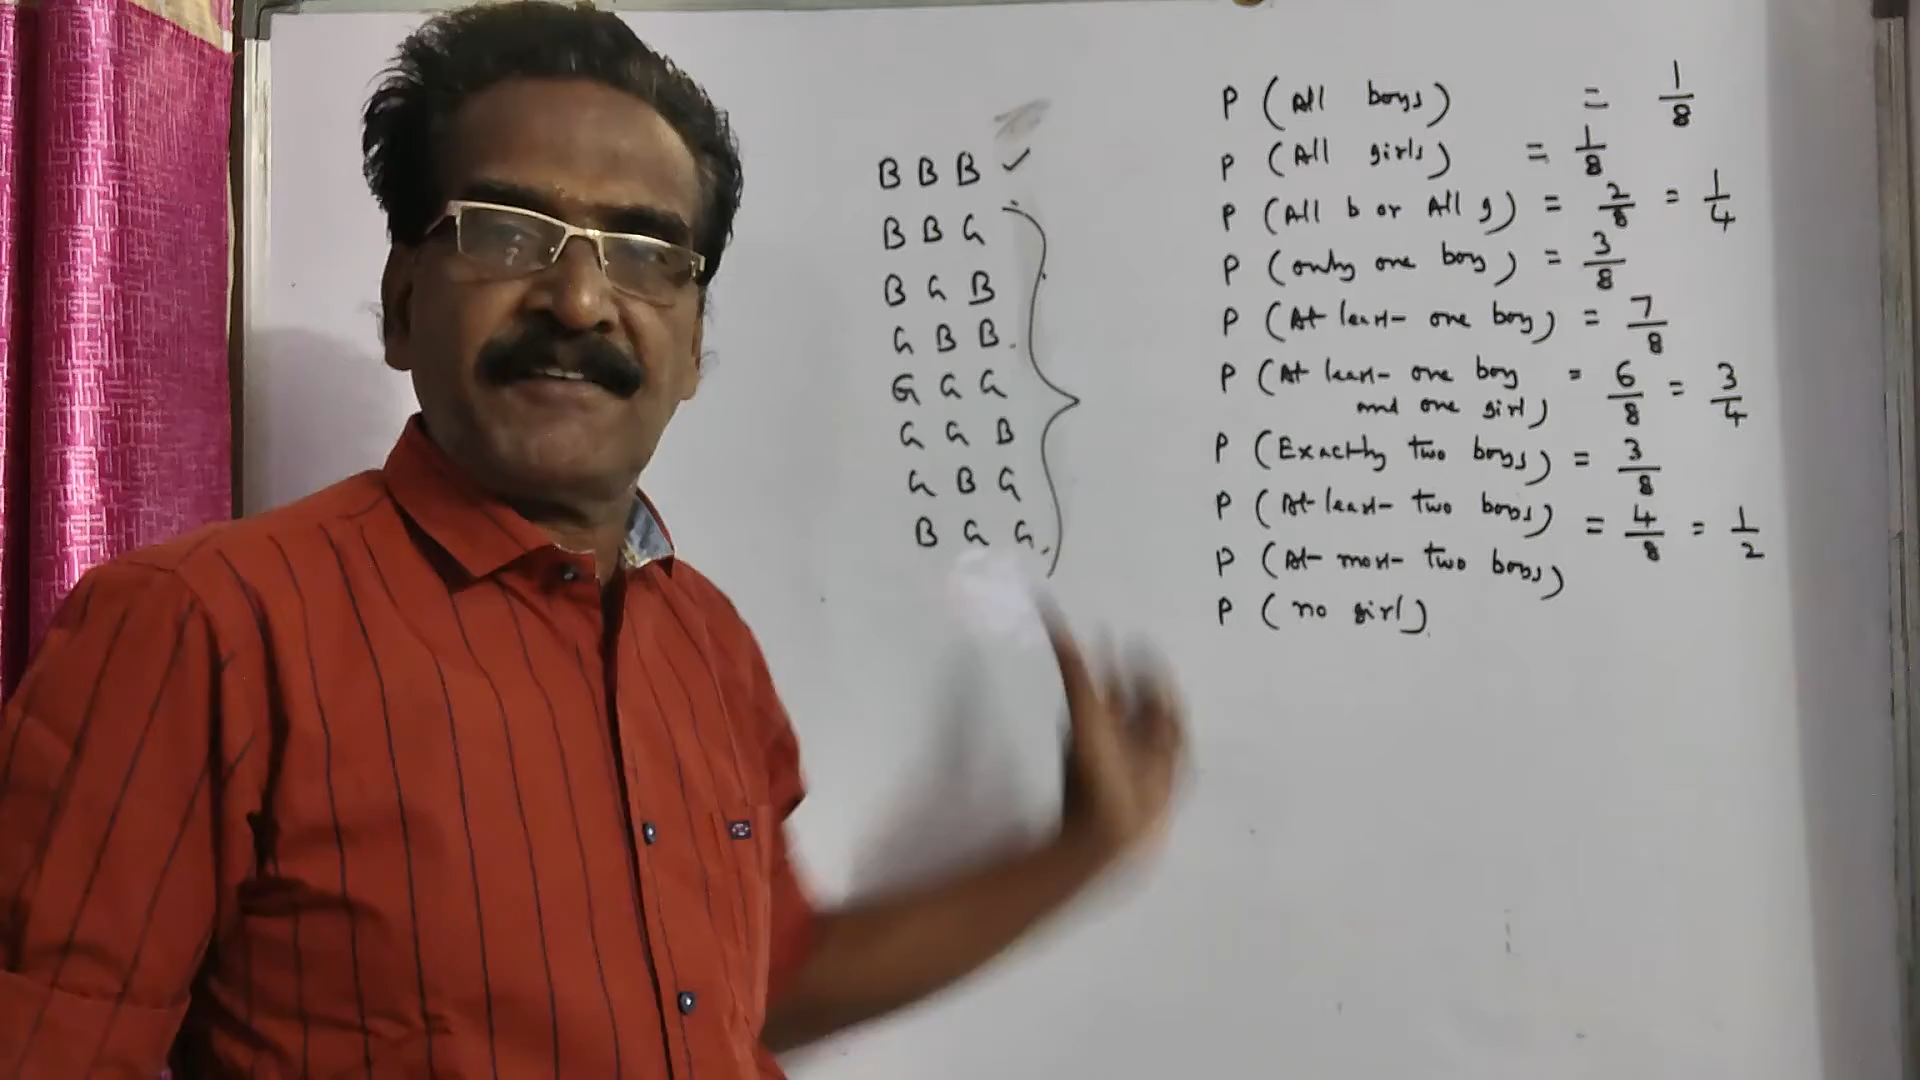 B B B ✓
B B G
B G B
G B B.
G G G
G G B
G B G
B G G.
P (All boys) = 1/8
P (All girls) = 1/8
P (All b or All g) = 2/8 = 1/4
P (only one boy) = 3/8
P (At least one boy) = 7/8
P (At least one boy = 6/8 = 3/4
and one girl)
P (Exactly two boys) = 3/8
P (At least two boys) = 4/8 = 1/2
P (At most two boys)
P (no girl)